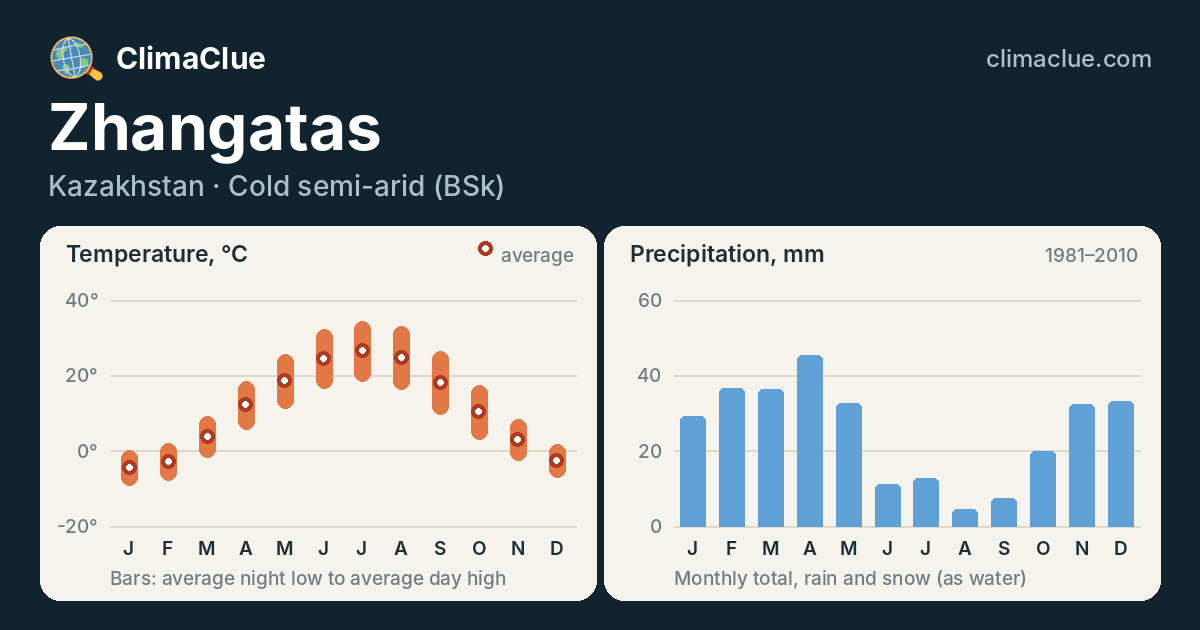 ClimaClue
climaclue.com
Zhangatas
Kazakhstan · Cold semi-arid (BSk)
Temperature, °C
average
40°
20°
0°
-20°
J F M A M J J A S O N D
Bars: average night low to average day high
Precipitation, mm
1981–2010
60
40
20
0
J F M A M J J A S O N D
Monthly total, rain and snow (as water)